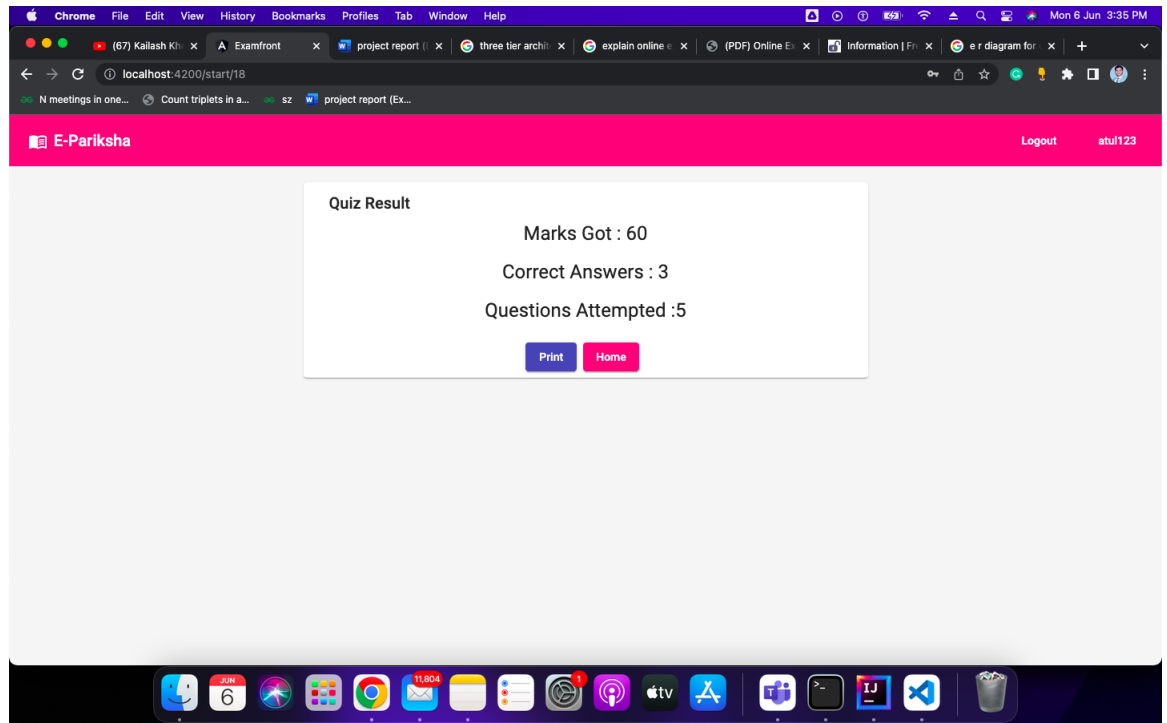 Chrome File Edit View History Bookmarks Profiles Tab Window Help Mon 6 Jun 3:35 PM
(67) Kailash Kh Examfront project report ( three tier archit explain online e (PDF) Online Ex Information | Fr e r diagram for
localhost:4200/start/18
N meetings in one... Count triplets in a... sz project report (Ex...
E-Pariksha Logout atul123
Quiz Result
Marks Got : 60
Correct Answers : 3
Questions Attempted :5
Print Home
JUN 11,804 1
6 tv IJ